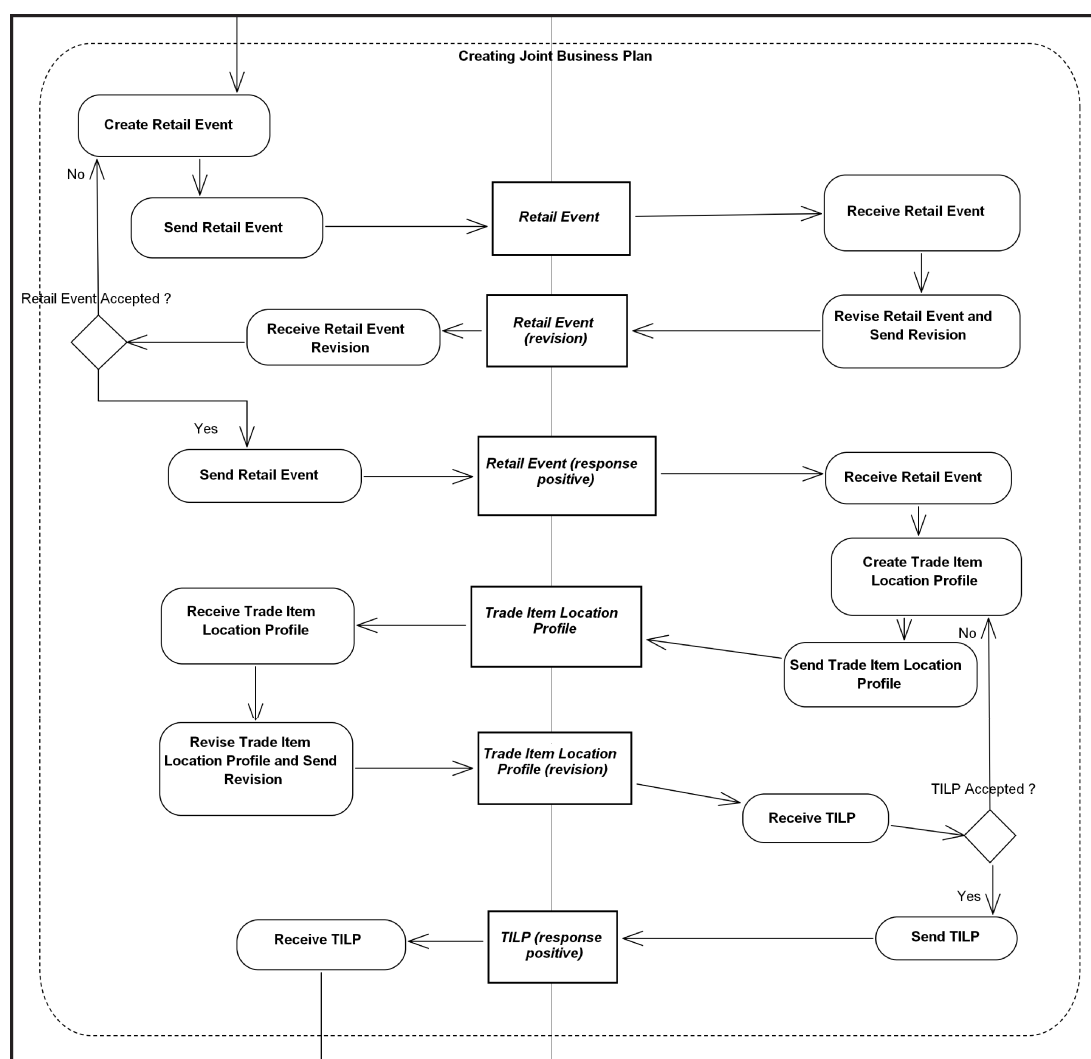 Creating Joint Business Plan
Create Retail Event
No
Send Retail Event
Retail Event
Receive Retail Event
Retail Event Accepted ?
Receive Retail Event
Revision
Retail Event
(revision)
Revise Retail Event and
Send Revision
Yes
Send Retail Event
Retail Event (response
positive)
Receive Retail Event
Create Trade Item
Location Profile
Receive Trade Item
Location Profile
Trade Item Location
Profile
No
Send Trade Item Location
Profile
Revise Trade Item
Location Profile and Send
Revision
Trade Item Location
Profile (revision)
TILP Accepted ?
Receive TILP
Yes
Receive TILP
TILP (response
positive)
Send TILP